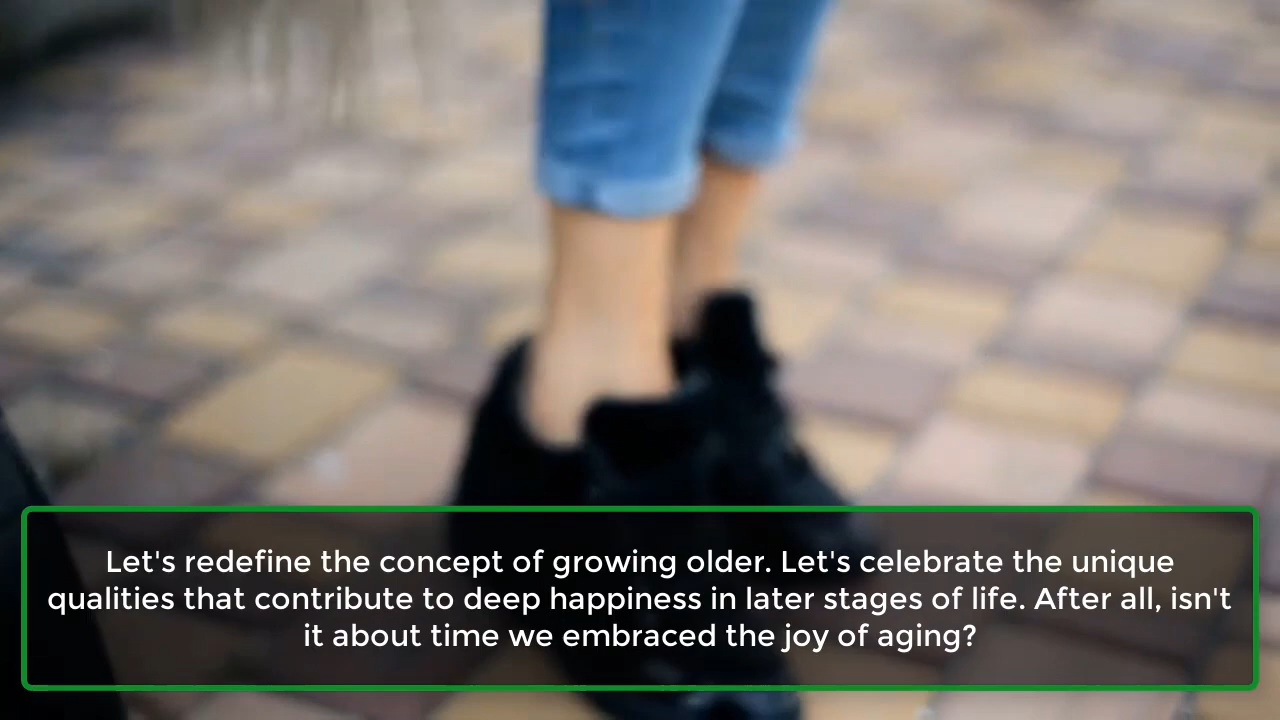 Let's redefine the concept of growing older. Let's celebrate the unique
qualities that contribute to deep happiness in later stages of life. After all, isn't
it about time we embraced the joy of aging?